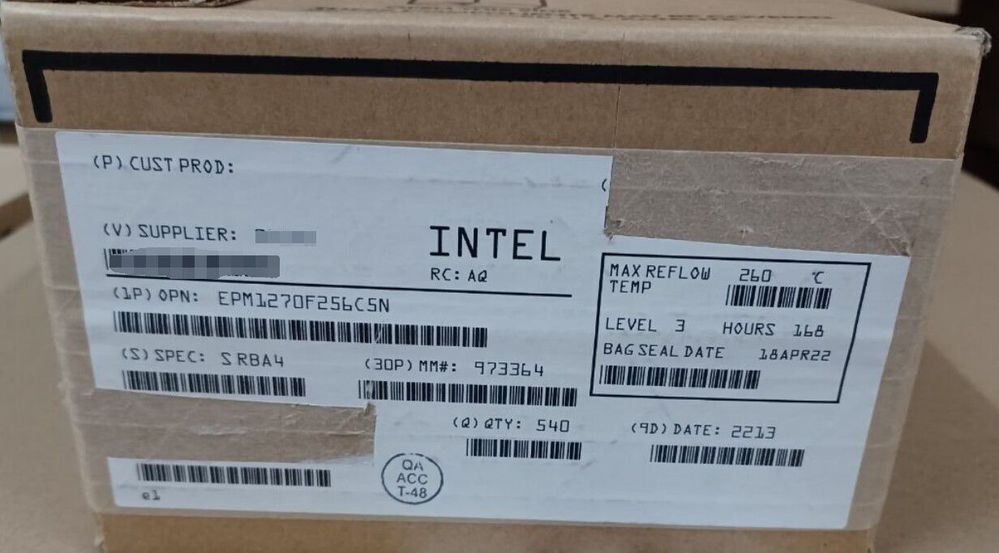 (P) CUST PROD:
(V) SUPPLIER:
INTEL
RC: AQ
(1P) OPN: EPM1270F256C5N
(S) SPEC: SRBA4
(30P) MM#: 973364
MAX REFLOW 260 °C
TEMP
LEVEL 3 HOURS 168
BAG SEAL DATE 18APR22
(Q) QTY: 540
(9D) DATE: 2213
QA
ACC
T-48
e1